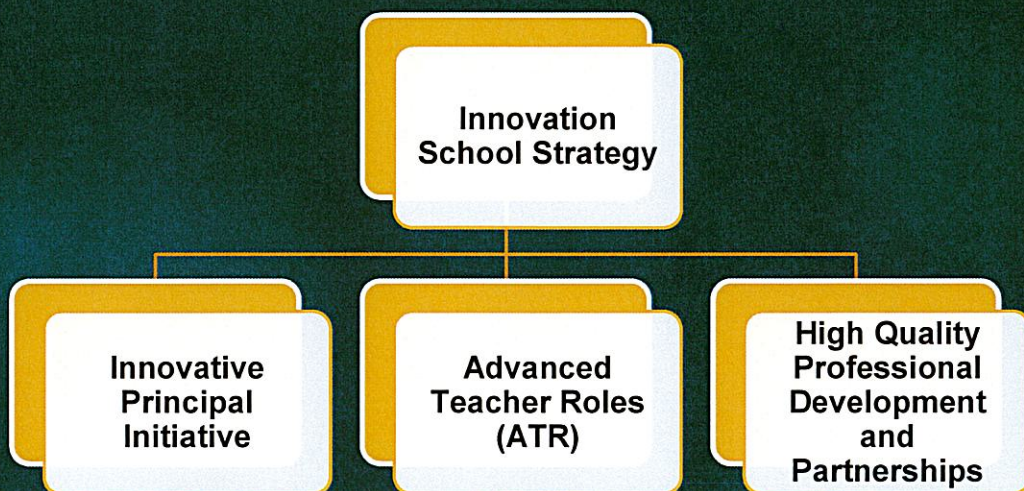 Innovation
School Strategy
Innovative
Principal
Initiative
Advanced
Teacher Roles
(ATR)
High Quality
Professional
Development
and
Partnerships